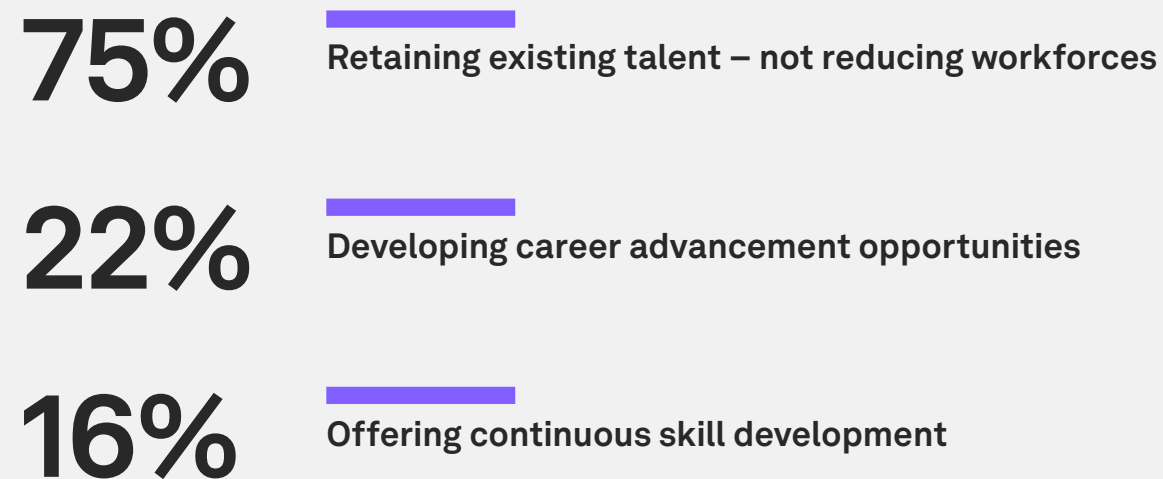 75%
Retaining existing talent – not reducing workforces
22%
Developing career advancement opportunities
16%
Offering continuous skill development